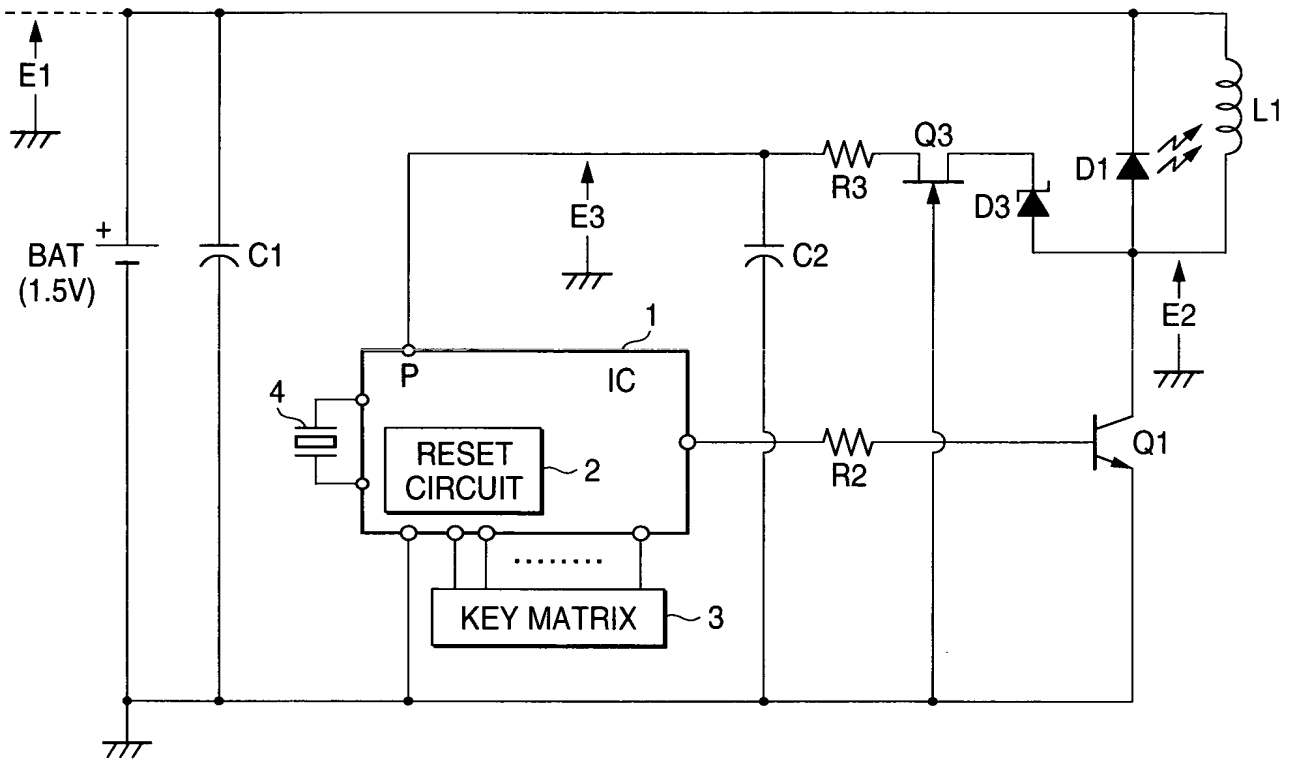 E1
L1
Q3
R3
D1
D3
E3
+
BAT
(1.5V)
C1
C2
E2
1
P
IC
4
RESET
CIRCUIT
2
R2
Q1
........
KEY MATRIX
3